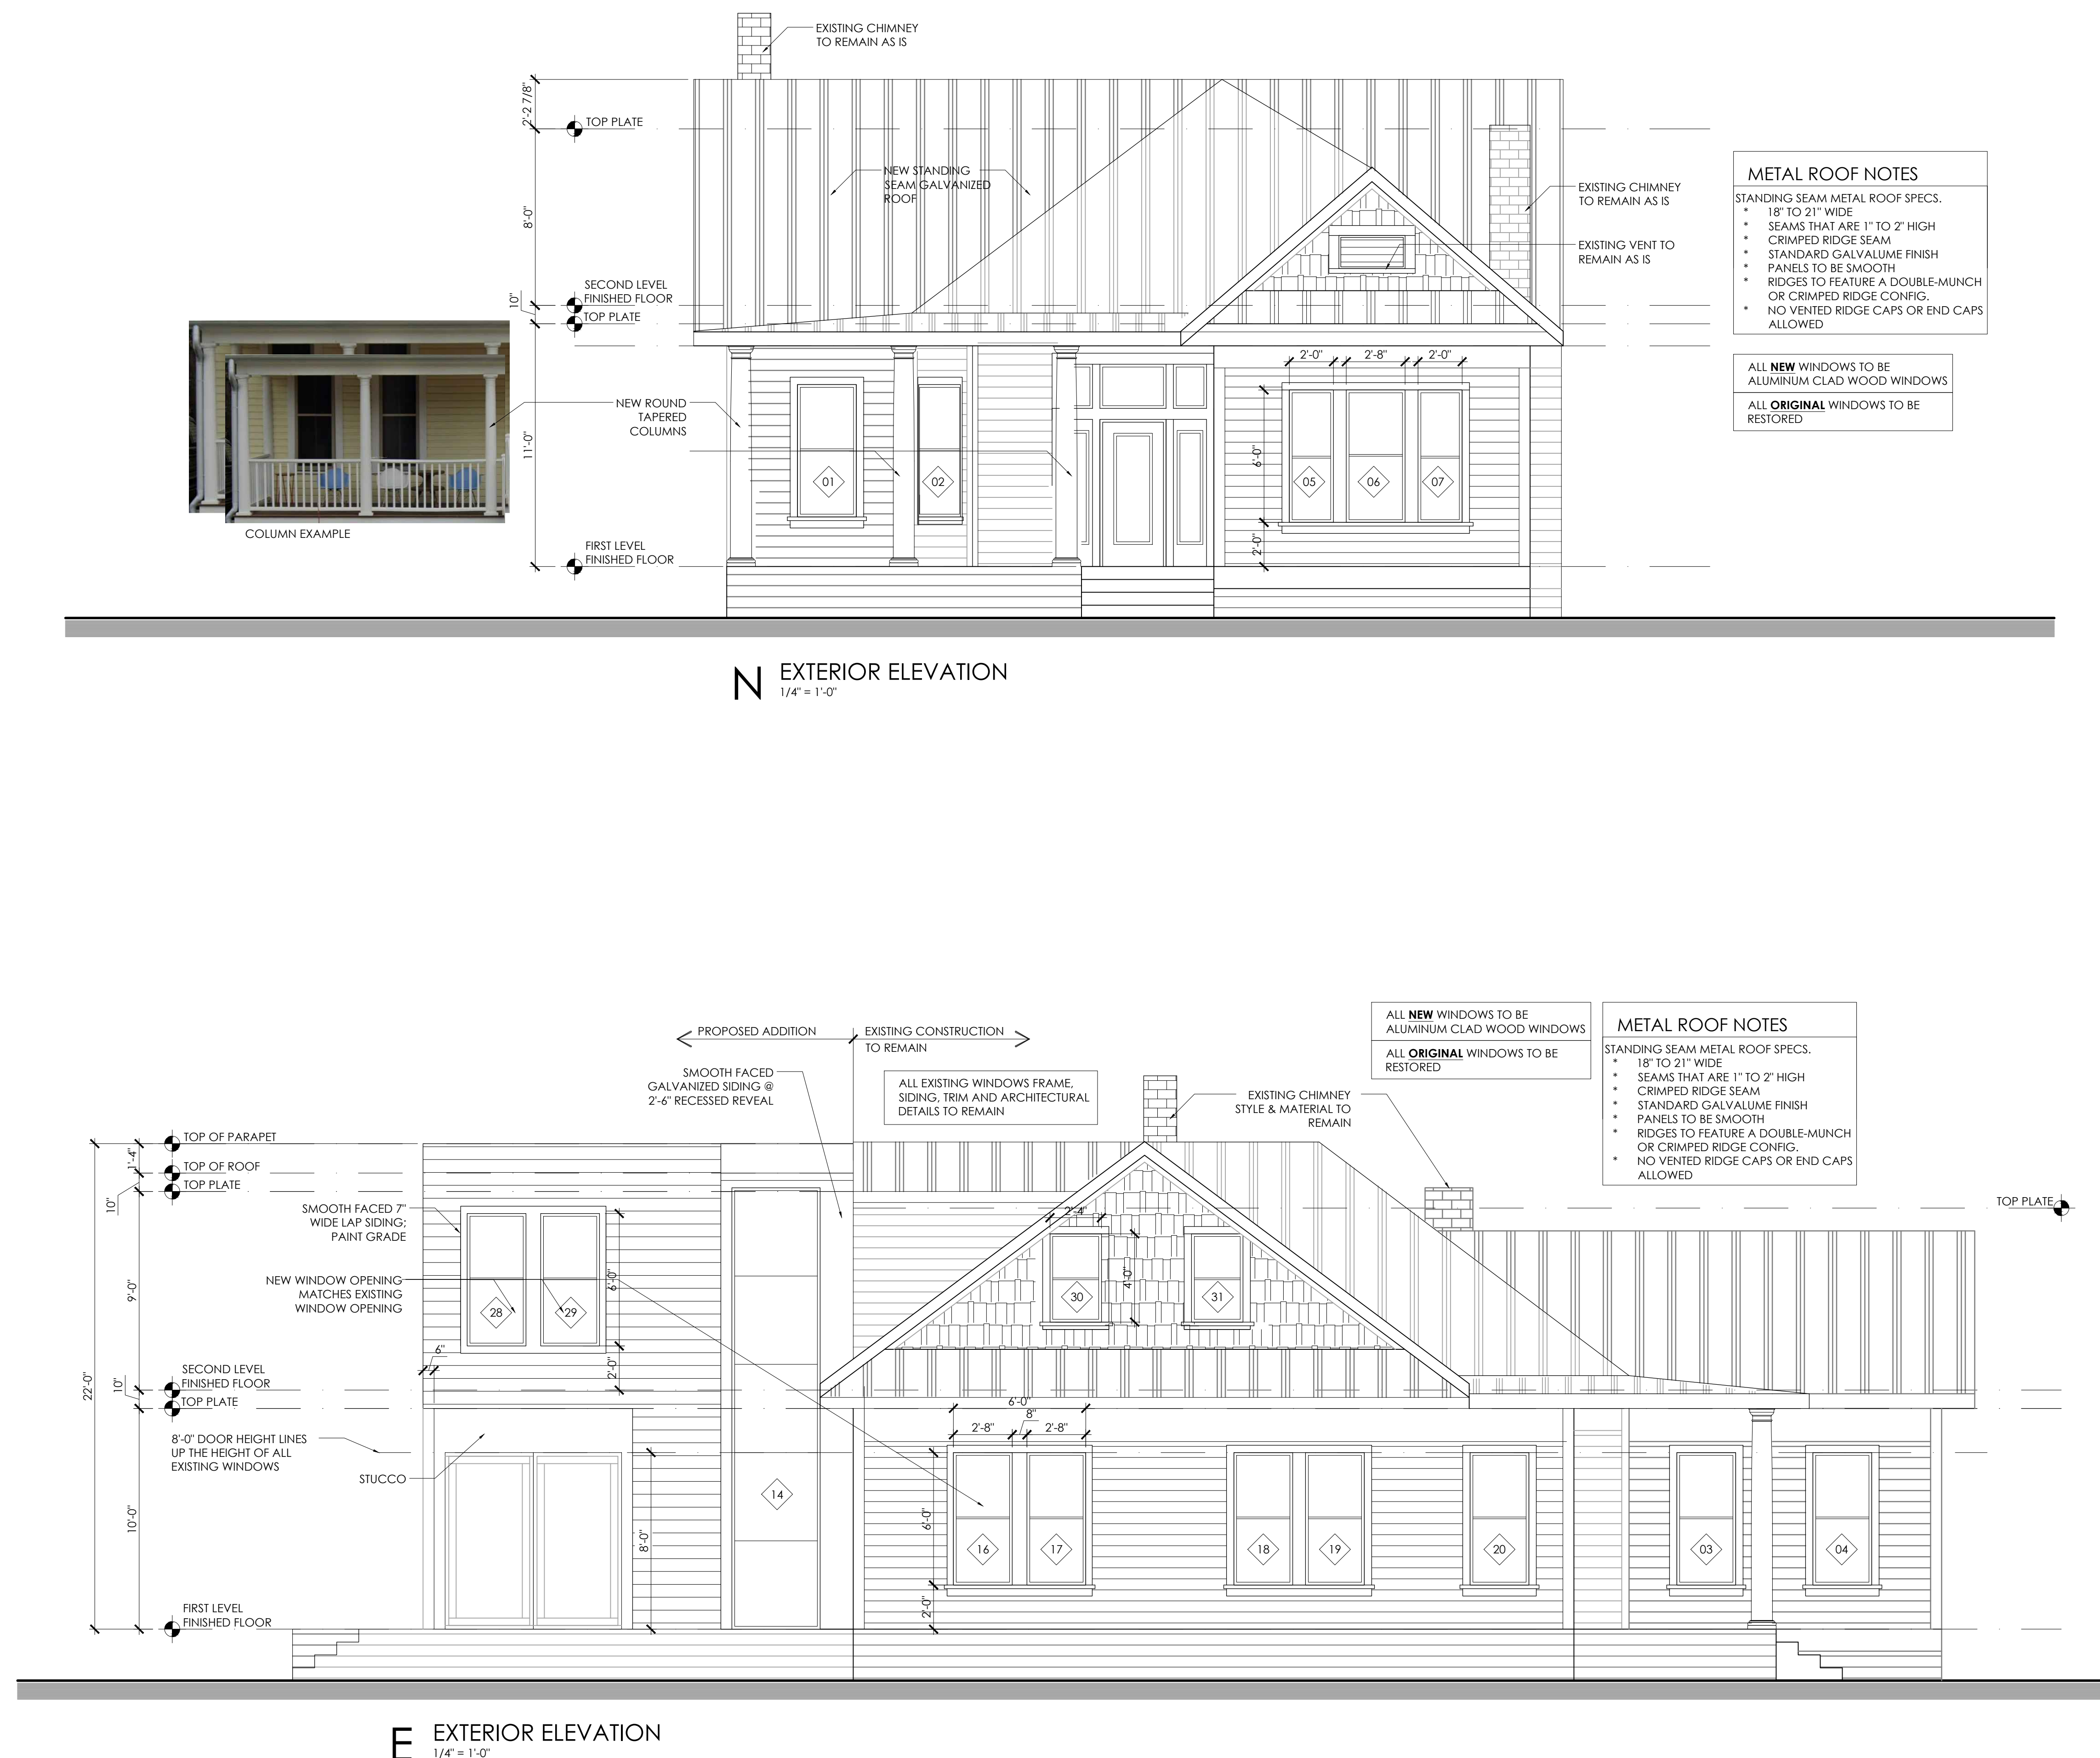 EXISTING CHIMNEY
TO REMAIN AS IS
2'-2 7/8"
TOP PLATE
NEW STANDING
SEAM GALVANIZED
ROOF
8'-0"
EXISTING CHIMNEY
TO REMAIN AS IS
EXISTING VENT TO
REMAIN AS IS
METAL ROOF NOTES
STANDING SEAM METAL ROOF SPECS.
* 18" TO 21" WIDE
* SEAMS THAT ARE 1" TO 2" HIGH
* CRIMPED RIDGE SEAM
* STANDARD GALVALUME FINISH
* PANELS TO BE SMOOTH
* RIDGES TO FEATURE A DOUBLE-MUNCH
OR CRIMPED RIDGE CONFIG.
* NO VENTED RIDGE CAPS OR END CAPS
ALLOWED
SECOND LEVEL
FINISHED FLOOR
10"
TOP PLATE
2'-0" 2'-8" 2'-0"
ALL NEW WINDOWS TO BE
ALUMINUM CLAD WOOD WINDOWS
ALL ORIGINAL WINDOWS TO BE
RESTORED
NEW ROUND
TAPERED
COLUMNS
11'-0"
6'-0"
01 02 05 06 07
COLUMN EXAMPLE
2'-0"
FIRST LEVEL
FINISHED FLOOR
N EXTERIOR ELEVATION
1/4" = 1'-0"
PROPOSED ADDITION
EXISTING CONSTRUCTION
TO REMAIN
ALL NEW WINDOWS TO BE
ALUMINUM CLAD WOOD WINDOWS
ALL ORIGINAL WINDOWS TO BE
RESTORED
METAL ROOF NOTES
STANDING SEAM METAL ROOF SPECS.
* 18" TO 21" WIDE
* SEAMS THAT ARE 1" TO 2" HIGH
* CRIMPED RIDGE SEAM
* STANDARD GALVALUME FINISH
* PANELS TO BE SMOOTH
* RIDGES TO FEATURE A DOUBLE-MUNCH
OR CRIMPED RIDGE CONFIG.
* NO VENTED RIDGE CAPS OR END CAPS
ALLOWED
SMOOTH FACED
GALVANIZED SIDING @
2'-6" RECESSED REVEAL
ALL EXISTING WINDOWS FRAME,
SIDING, TRIM AND ARCHITECTURAL
DETAILS TO REMAIN
EXISTING CHIMNEY
STYLE & MATERIAL TO
REMAIN
TOP OF PARAPET
1'-4"
TOP OF ROOF
TOP PLATE
10"
TOP PLATE
SMOOTH FACED 7"
WIDE LAP SIDING;
PAINT GRADE
2'-4"
NEW WINDOW OPENING
MATCHES EXISTING
WINDOW OPENING
9'-0"
6'-0"
4'-0"
28 29 30 31
6"
2'-0"
22'-0"
SECOND LEVEL
FINISHED FLOOR
10"
TOP PLATE
6'-0"
8"
2'-8" 2'-8"
8'-0" DOOR HEIGHT LINES
UP THE HEIGHT OF ALL
EXISTING WINDOWS
STUCCO
10'-0"
8'-0"
6'-0"
14
16 17 18 19 20 03 04
2'-0"
FIRST LEVEL
FINISHED FLOOR
E EXTERIOR ELEVATION
1/4" = 1'-0"